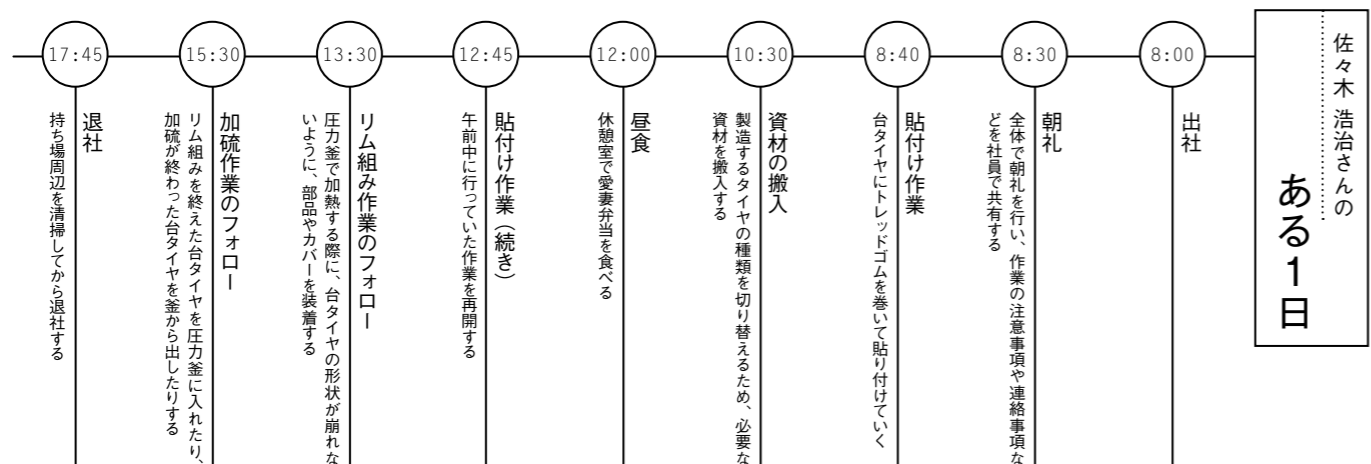 佐々木 浩治さんの
ある1日
8:00
出社
8:30
朝礼
全体で朝礼を行い、作業の注意事項や連絡事項な
どを社員で共有する
8:40
貼付け作業
台タイヤにトレッドゴムを巻いて貼り付けていく
10:30
資材の搬入
製造するタイヤの種類を切り替えるため、必要な
資材を搬入する
12:00
昼食
休憩室で愛妻弁当を食べる
12:45
貼付け作業（続き）
午前中に行っていた作業を再開する
13:30
リム組み作業のフォロー
圧力釜で加熱する際に、台タイヤの形状が崩れな
いように、部品やカバーを装着する
15:30
加硫作業のフォロー
リム組みを終えた台タイヤを圧力釜に入れたり、
加硫が終わった台タイヤを釜から出したりする
17:45
退社
持ち場周辺を清掃してから退社する